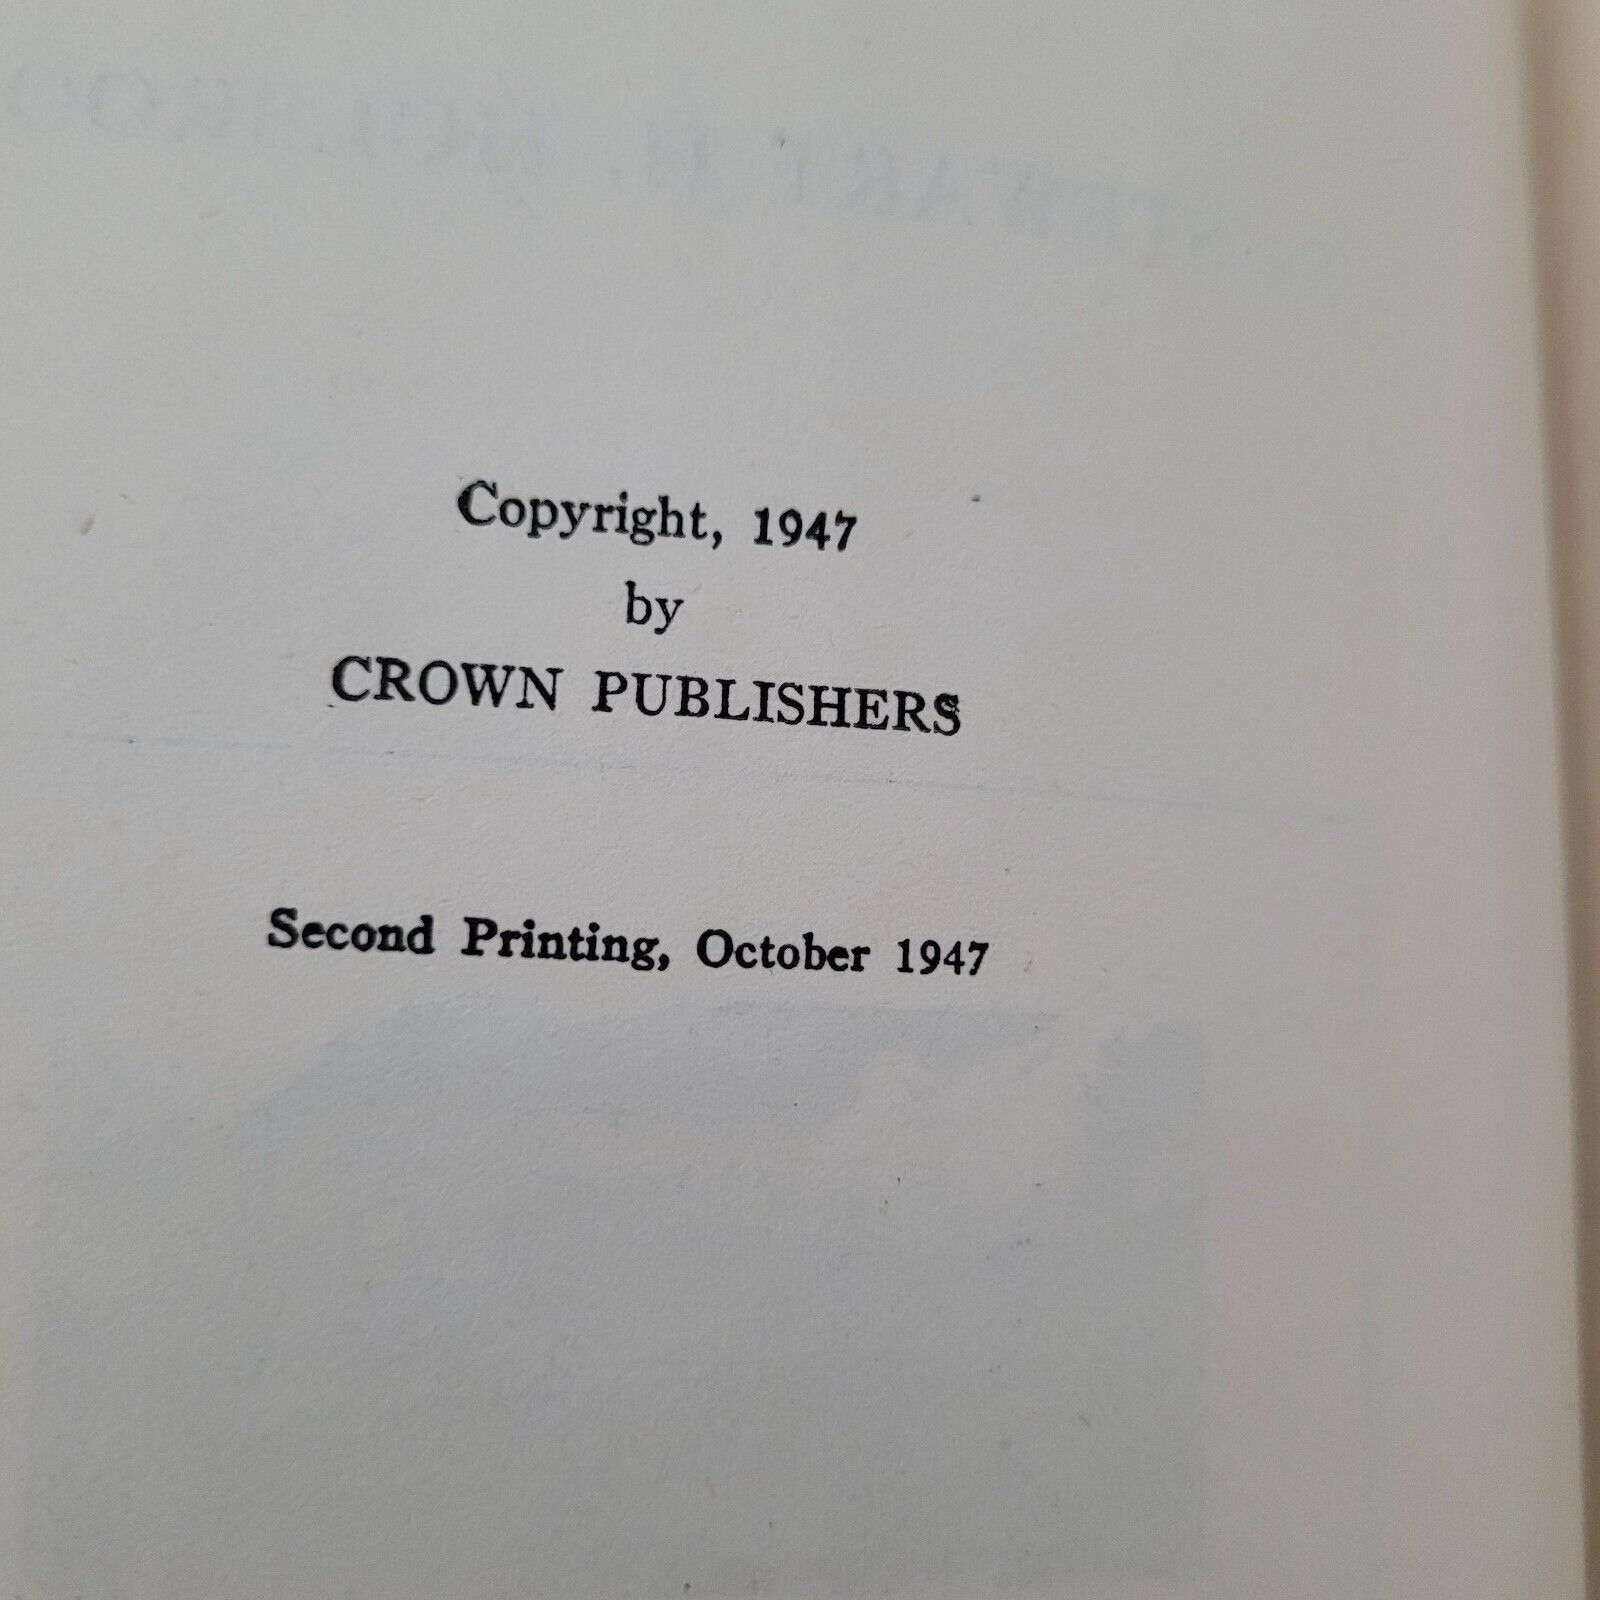 Copyright, 1947
by
CROWN PUBLISHERS
Second Printing, October 1947